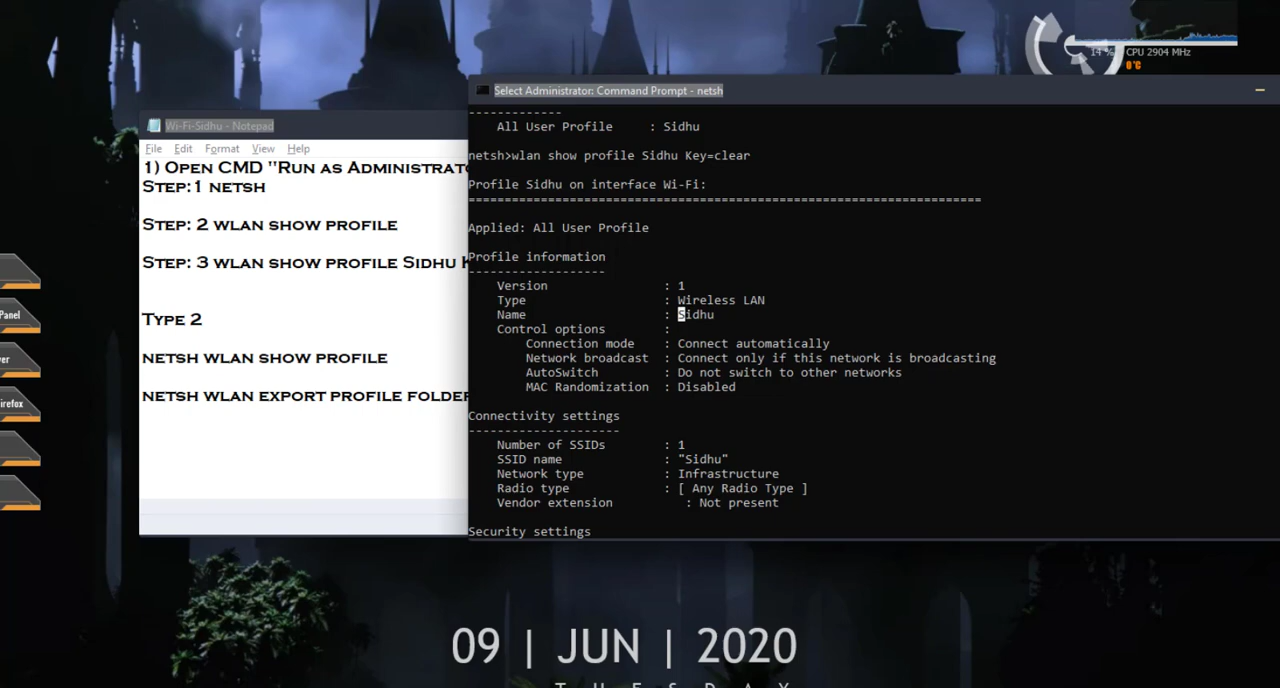 14 %
CPU 2904 MHz
0°C
Select Administrator: Command Prompt - netsh
-------------
All User Profile : Sidhu
netsh>wlan show profile Sidhu Key=clear
Profile Sidhu on interface Wi-Fi:
=======================================================================
Applied: All User Profile
Profile information
-------------------
Version : 1
Type : Wireless LAN
Name : Sidhu
Control options :
Connection mode : Connect automatically
Network broadcast : Connect only if this network is broadcasting
AutoSwitch : Do not switch to other networks
MAC Randomization : Disabled
Connectivity settings
---------------------
Number of SSIDs : 1
SSID name : "Sidhu"
Network type : Infrastructure
Radio type : [ Any Radio Type ]
Vendor extension : Not present
Security settings
Wi-Fi-Sidhu - Notepad
File Edit Format View Help
1) Open CMD "Run as Administrato
Step:1 netsh
Step: 2 wlan show profile
Step: 3 wlan show profile Sidhu K
Type 2
netsh wlan show profile
netsh wlan export profile folder
Panel
ver
irefox
09 | JUN | 2020
TUESDAY